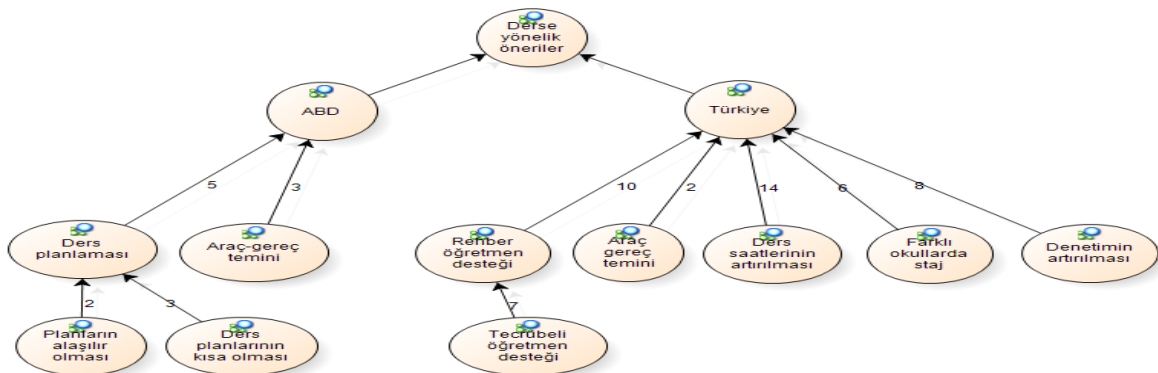 Derse
yönelik
öneriler
ABD
Türkiye
5
3
10
2
14
6
8
Ders
planlaması
Araç-gereç
temini
Rehber
öğretmen
desteği
Araç
gereç
temini
Ders
saatlerinin
artırılması
Farklı
okullarda
staj
Denetimin
artırılması
2
3
7
Planların
alaşılır
olması
Ders
planlarının
kısa olması
Tecrübeli
öğretmen
desteği